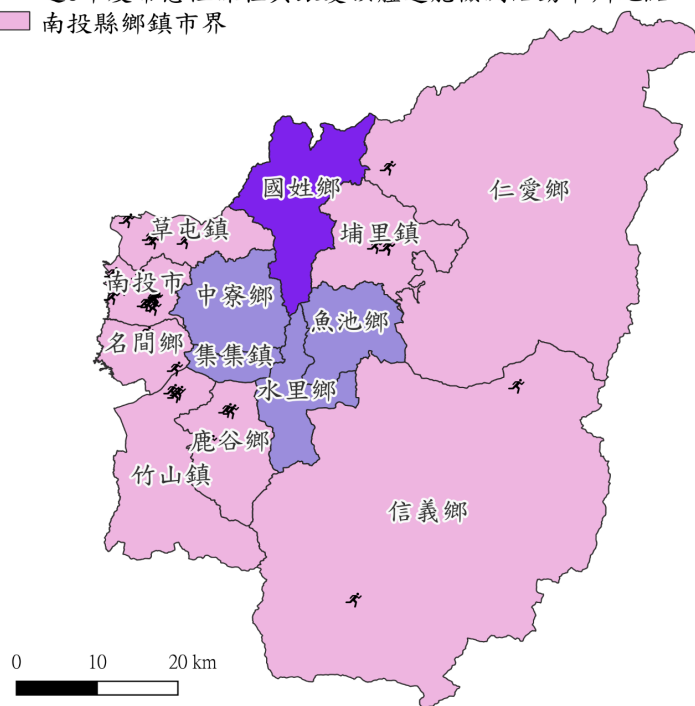 南投縣鄉鎮市界
國姓鄉
仁愛鄉
草屯鎮
埔里鎮
南投市
中寮鄉
魚池鄉
名間鄉
集集鎮
水里鄉
鹿谷鄉
竹山鎮
信義鄉
0 10 20 km